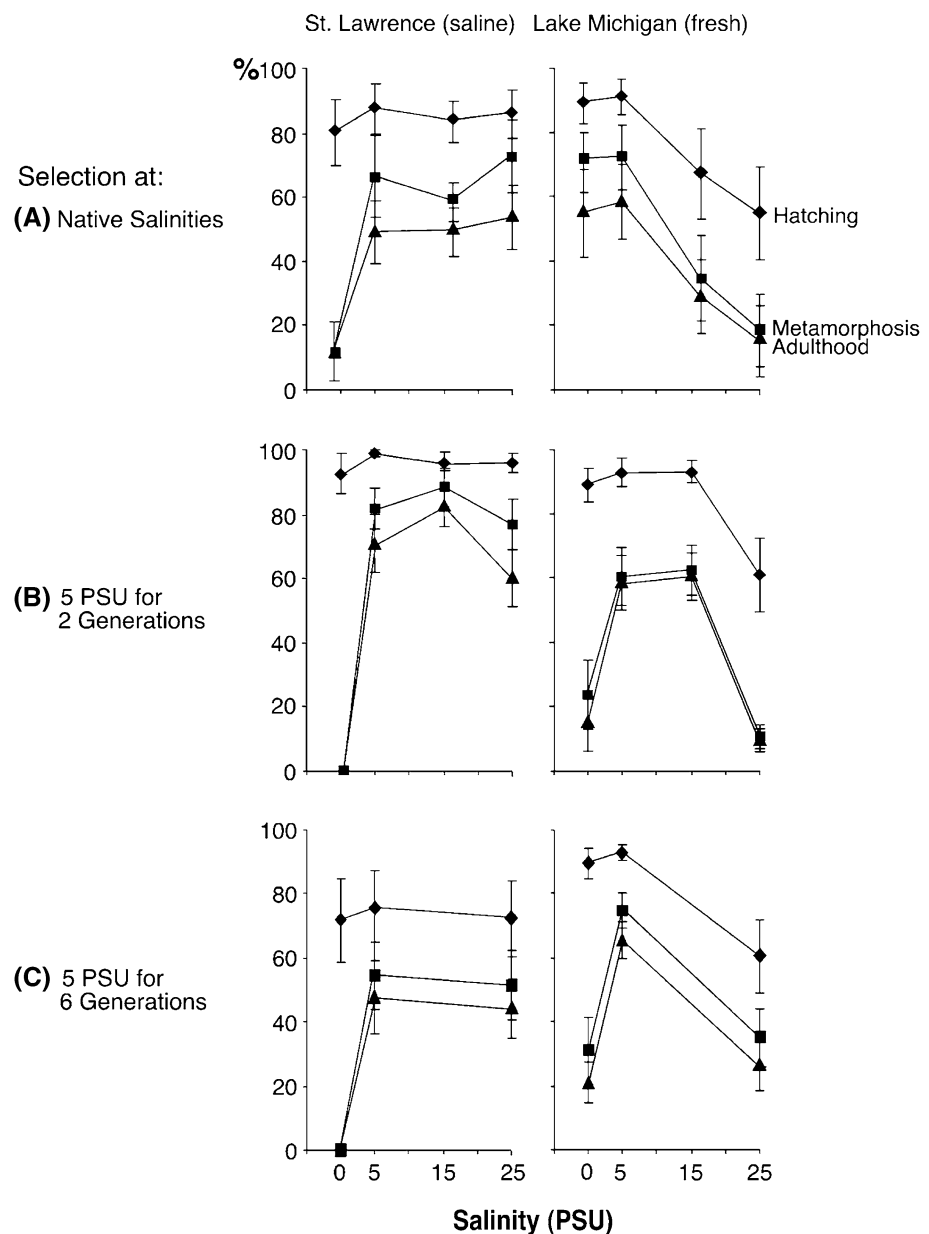 St. Lawrence (saline) Lake Michigan (fresh)
%100
80
60
40
20
0
Selection at:
(A) Native Salinities
Hatching
Metamorphosis
Adulthood
100
80
60
40
20
0
(B) 5 PSU for
2 Generations
100
80
60
40
20
0
(C) 5 PSU for
6 Generations
0 5 15 25 0 5 15 25
Salinity (PSU)